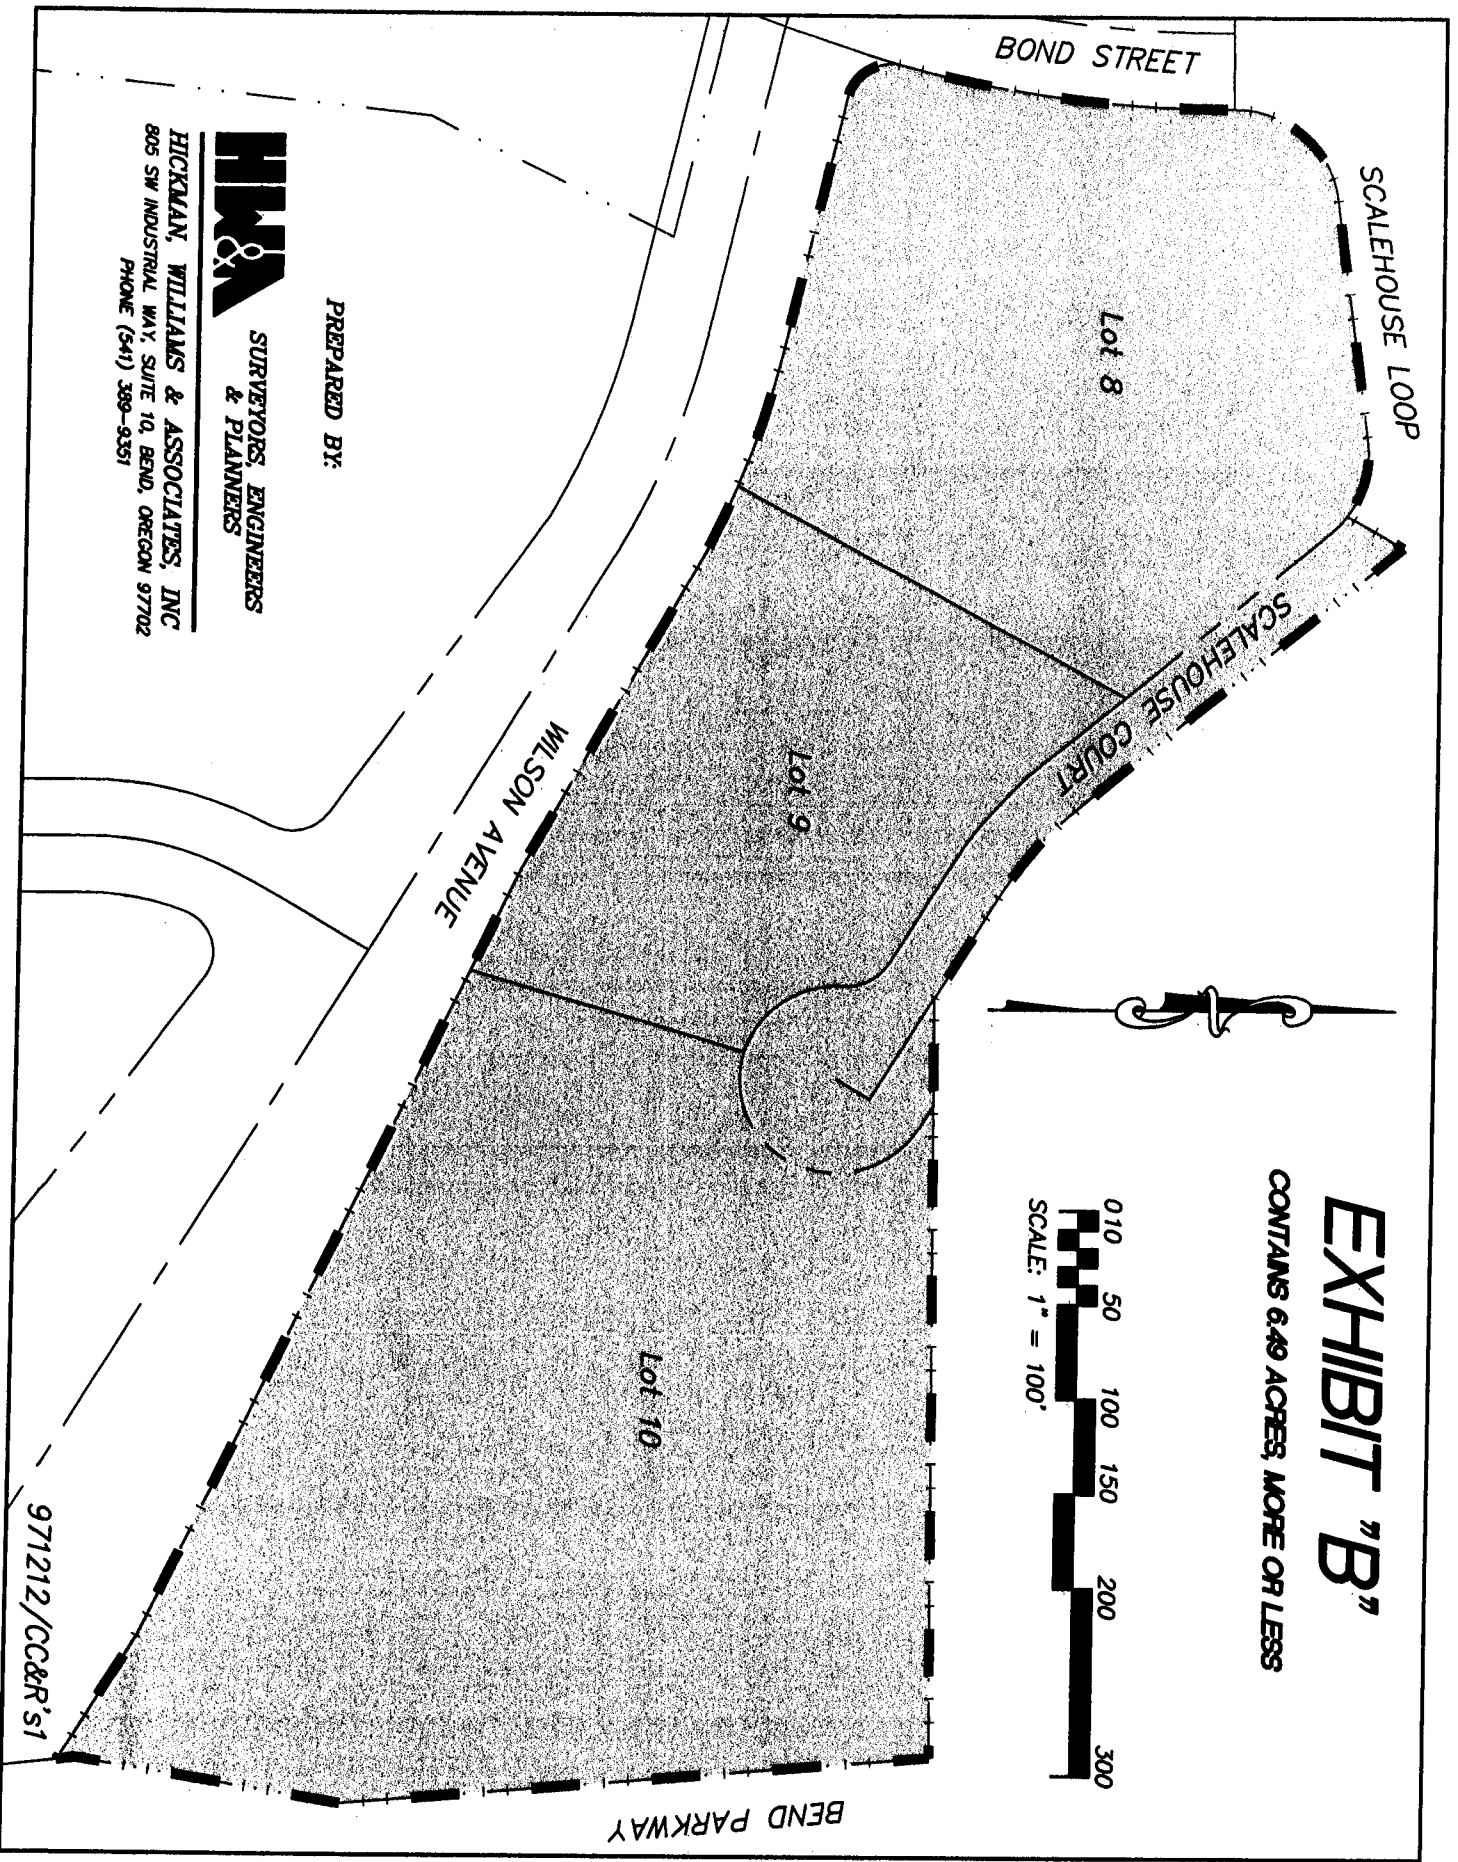 EXHIBIT "B"
CONTAINS 6.49 ACRES, MORE OR LESS
0 10 50 100 150 200 300
SCALE: 1" = 100'
SCALEHOUSE LOOP
BOND STREET
SCALEHOUSE COURT
Lot 8
Lot 9
Lot 10
WILSON AVENUE
BEND PARKWAY
PREPARED BY:
HW&A
SURVEYORS, ENGINEERS
& PLANNERS
HICKMAN, WILLIAMS & ASSOCIATES, INC
805 SW INDUSTRIAL WAY, SUITE 10, BEND, OREGON 97702
PHONE (541) 389-9351
971212/CC&R's1